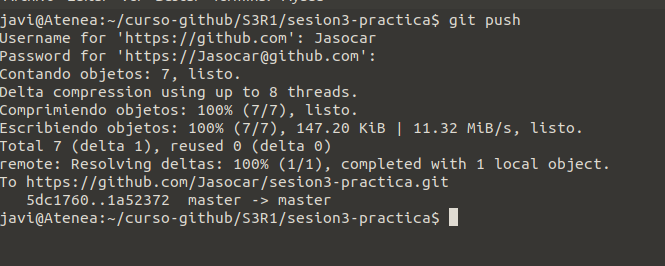 javi@Atenea:~/curso-github/S3R1/sesion3-practica$ git push
Username for 'https://github.com': Jasocar
Password for 'https://Jasocar@github.com':
Contando objetos: 7, listo.
Delta compression using up to 8 threads.
Comprimiendo objetos: 100% (7/7), listo.
Escribiendo objetos: 100% (7/7), 147.20 KiB | 11.32 MiB/s, listo.
Total 7 (delta 1), reused 0 (delta 0)
remote: Resolving deltas: 100% (1/1), completed with 1 local object.
To https://github.com/Jasocar/sesion3-practica.git
   5dc1760..1a52372  master -> master
javi@Atenea:~/curso-github/S3R1/sesion3-practica$